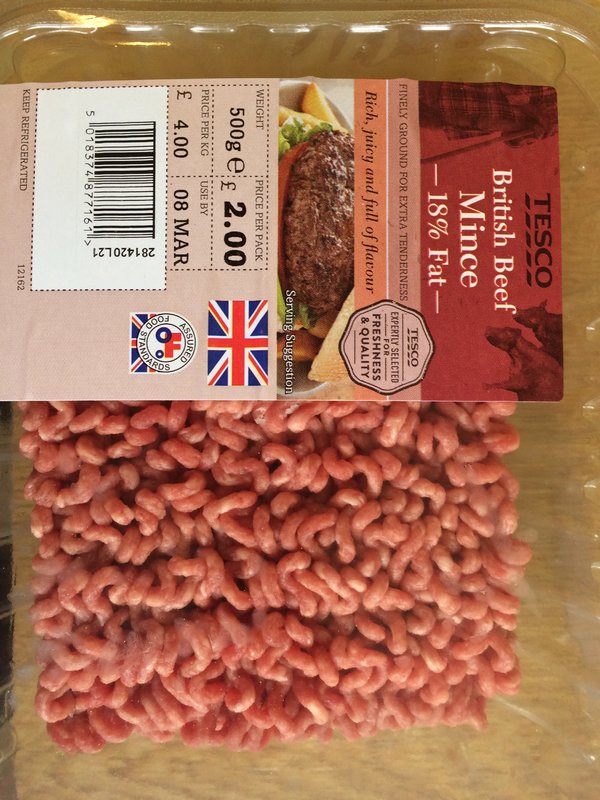 TESCO
British Beef
Mince
— 18% Fat —
FINELY GROUND FOR EXTRA TENDERNESS
Rich, juicy and full of flavour
TESCO
EXPERTLY SELECTED
FOR
FRESHNESS
& QUALITY
Serving Suggestion
WEIGHT
500g e
PRICE PER PACK
£ 2.00
PRICE PER KG
£ 4.00
USE BY
08 MAR
ASSURED
FOOD STANDARDS
5 018374 877161 >
281420L21
KEEP REFRIGERATED
12162